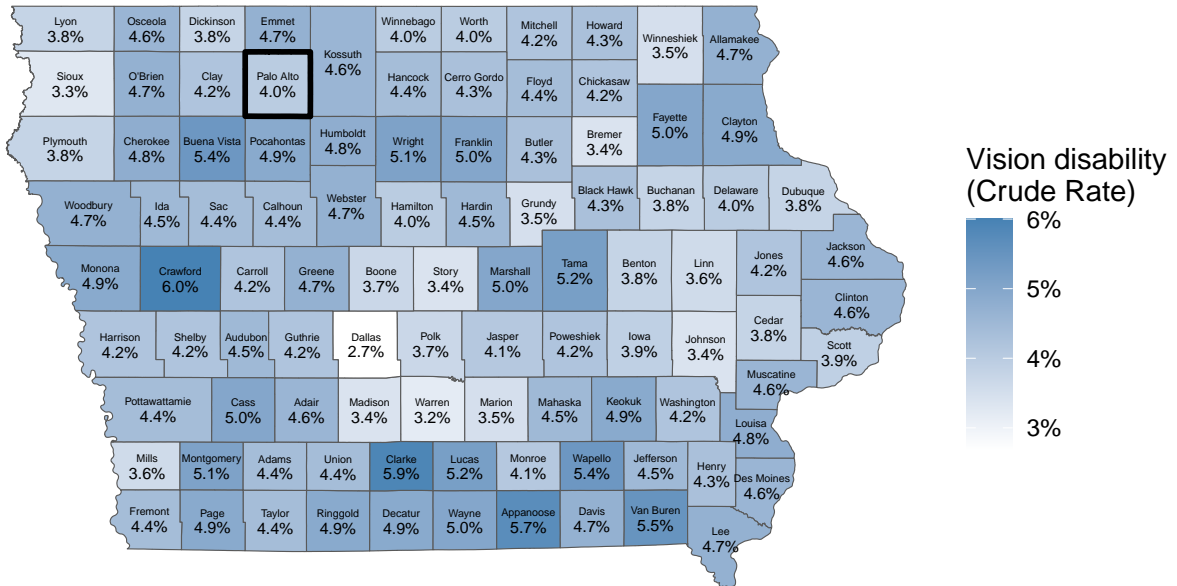 Lyon
3.8%
Osceola
4.6%
Dickinson
3.8%
Emmet
4.7%
Kossuth
4.6%
Winnebago
4.0%
Worth
4.0%
Mitchell
4.2%
Howard
4.3%
Winneshiek
3.5%
Allamakee
4.7%
Sioux
3.3%
O'Brien
4.7%
Clay
4.2%
Palo Alto
4.0%
Hancock
4.4%
Cerro Gordo
4.3%
Floyd
4.4%
Chickasaw
4.2%
Fayette
5.0%
Clayton
4.9%
Plymouth
3.8%
Cherokee
4.8%
Buena Vista
5.4%
Pocahontas
4.9%
Humboldt
4.8%
Wright
5.1%
Franklin
5.0%
Butler
4.3%
Bremer
3.4%
Woodbury
4.7%
Ida
4.5%
Sac
4.4%
Calhoun
4.4%
Webster
4.7%
Hamilton
4.0%
Hardin
4.5%
Grundy
3.5%
Black Hawk
4.3%
Buchanan
3.8%
Delaware
4.0%
Dubuque
3.8%
Monona
4.9%
Crawford
6.0%
Carroll
4.2%
Greene
4.7%
Boone
3.7%
Story
3.4%
Marshall
5.0%
Tama
5.2%
Benton
3.8%
Linn
3.6%
Jones
4.2%
Jackson
4.6%
Clinton
4.6%
Harrison
4.2%
Shelby
4.2%
Audubon
4.5%
Guthrie
4.2%
Dallas
2.7%
Polk
3.7%
Jasper
4.1%
Poweshiek
4.2%
Iowa
3.9%
Johnson
3.4%
Cedar
3.8%
Scott
3.9%
Muscatine
4.6%
Pottawattamie
4.4%
Cass
5.0%
Adair
4.6%
Madison
3.4%
Warren
3.2%
Marion
3.5%
Mahaska
4.5%
Keokuk
4.9%
Washington
4.2%
Louisa
4.8%
Mills
3.6%
Montgomery
5.1%
Adams
4.4%
Union
4.4%
Clarke
5.9%
Lucas
5.2%
Monroe
4.1%
Wapello
5.4%
Jefferson
4.5%
Henry
4.3%
Des Moines
4.6%
Fremont
4.4%
Page
4.9%
Taylor
4.4%
Ringgold
4.9%
Decatur
4.9%
Wayne
5.0%
Appanoose
5.7%
Davis
4.7%
Van Buren
5.5%
Lee
4.7%
Vision disability
(Crude Rate)
6%
5%
4%
3%